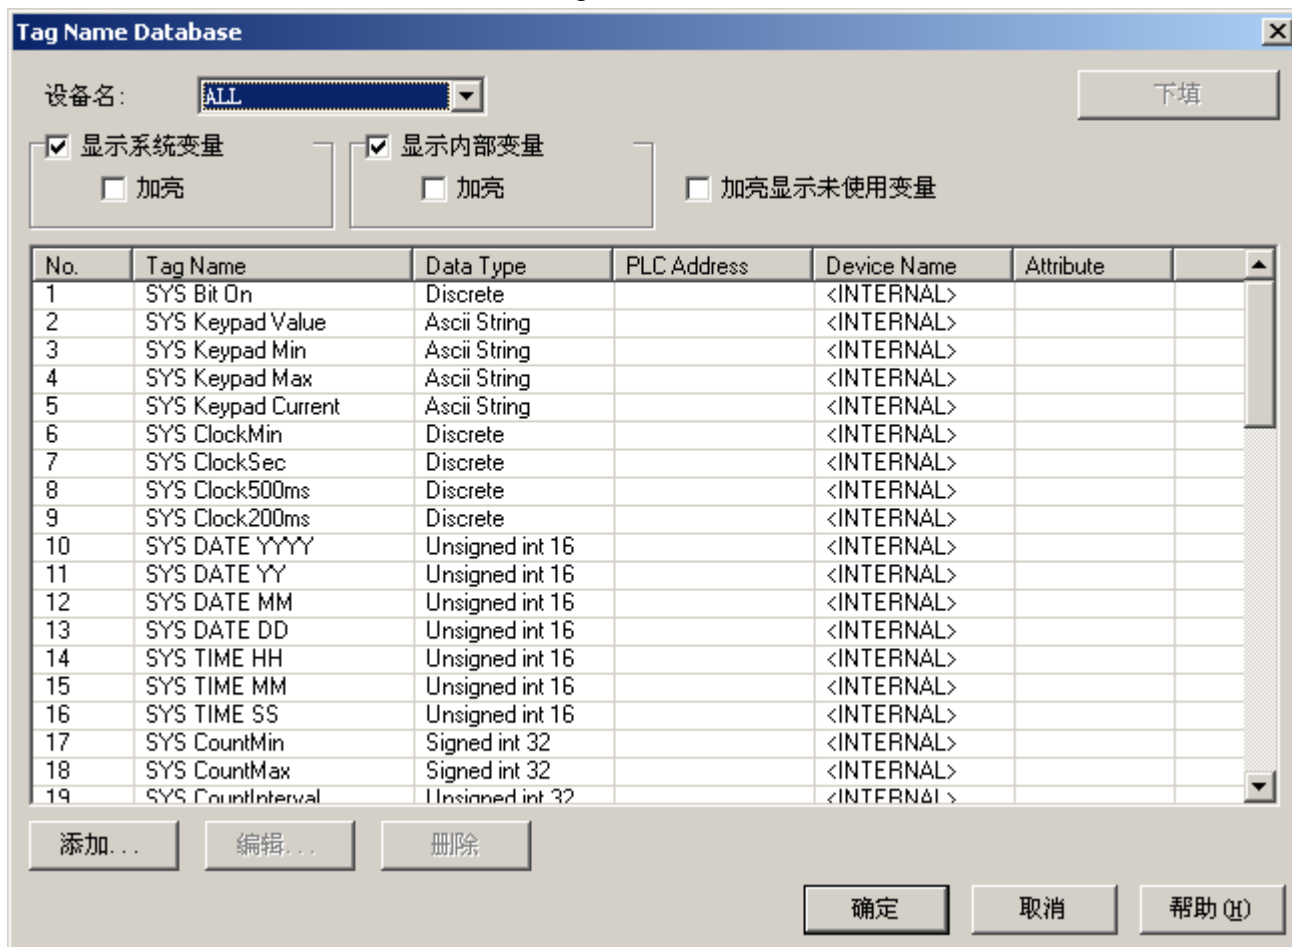 Tag Name Database
设备名: ALL 下填
显示系统变量 显示内部变量
加亮 加亮 加亮显示未使用变量
No. Tag Name Data Type PLC Address Device Name Attribute
1 SYS Bit On Discrete <INTERNAL>
2 SYS Keypad Value Ascii String <INTERNAL>
3 SYS Keypad Min Ascii String <INTERNAL>
4 SYS Keypad Max Ascii String <INTERNAL>
5 SYS Keypad Current Ascii String <INTERNAL>
6 SYS ClockMin Discrete <INTERNAL>
7 SYS ClockSec Discrete <INTERNAL>
8 SYS Clock500ms Discrete <INTERNAL>
9 SYS Clock200ms Discrete <INTERNAL>
10 SYS DATE YYYY Unsigned int 16 <INTERNAL>
11 SYS DATE YY Unsigned int 16 <INTERNAL>
12 SYS DATE MM Unsigned int 16 <INTERNAL>
13 SYS DATE DD Unsigned int 16 <INTERNAL>
14 SYS TIME HH Unsigned int 16 <INTERNAL>
15 SYS TIME MM Unsigned int 16 <INTERNAL>
16 SYS TIME SS Unsigned int 16 <INTERNAL>
17 SYS CountMin Signed int 32 <INTERNAL>
18 SYS CountMax Signed int 32 <INTERNAL>
19 SYS CountInterval Unsigned int 32 <INTERNAL>
添加... 编辑... 删除
确定 取消 帮助(H)